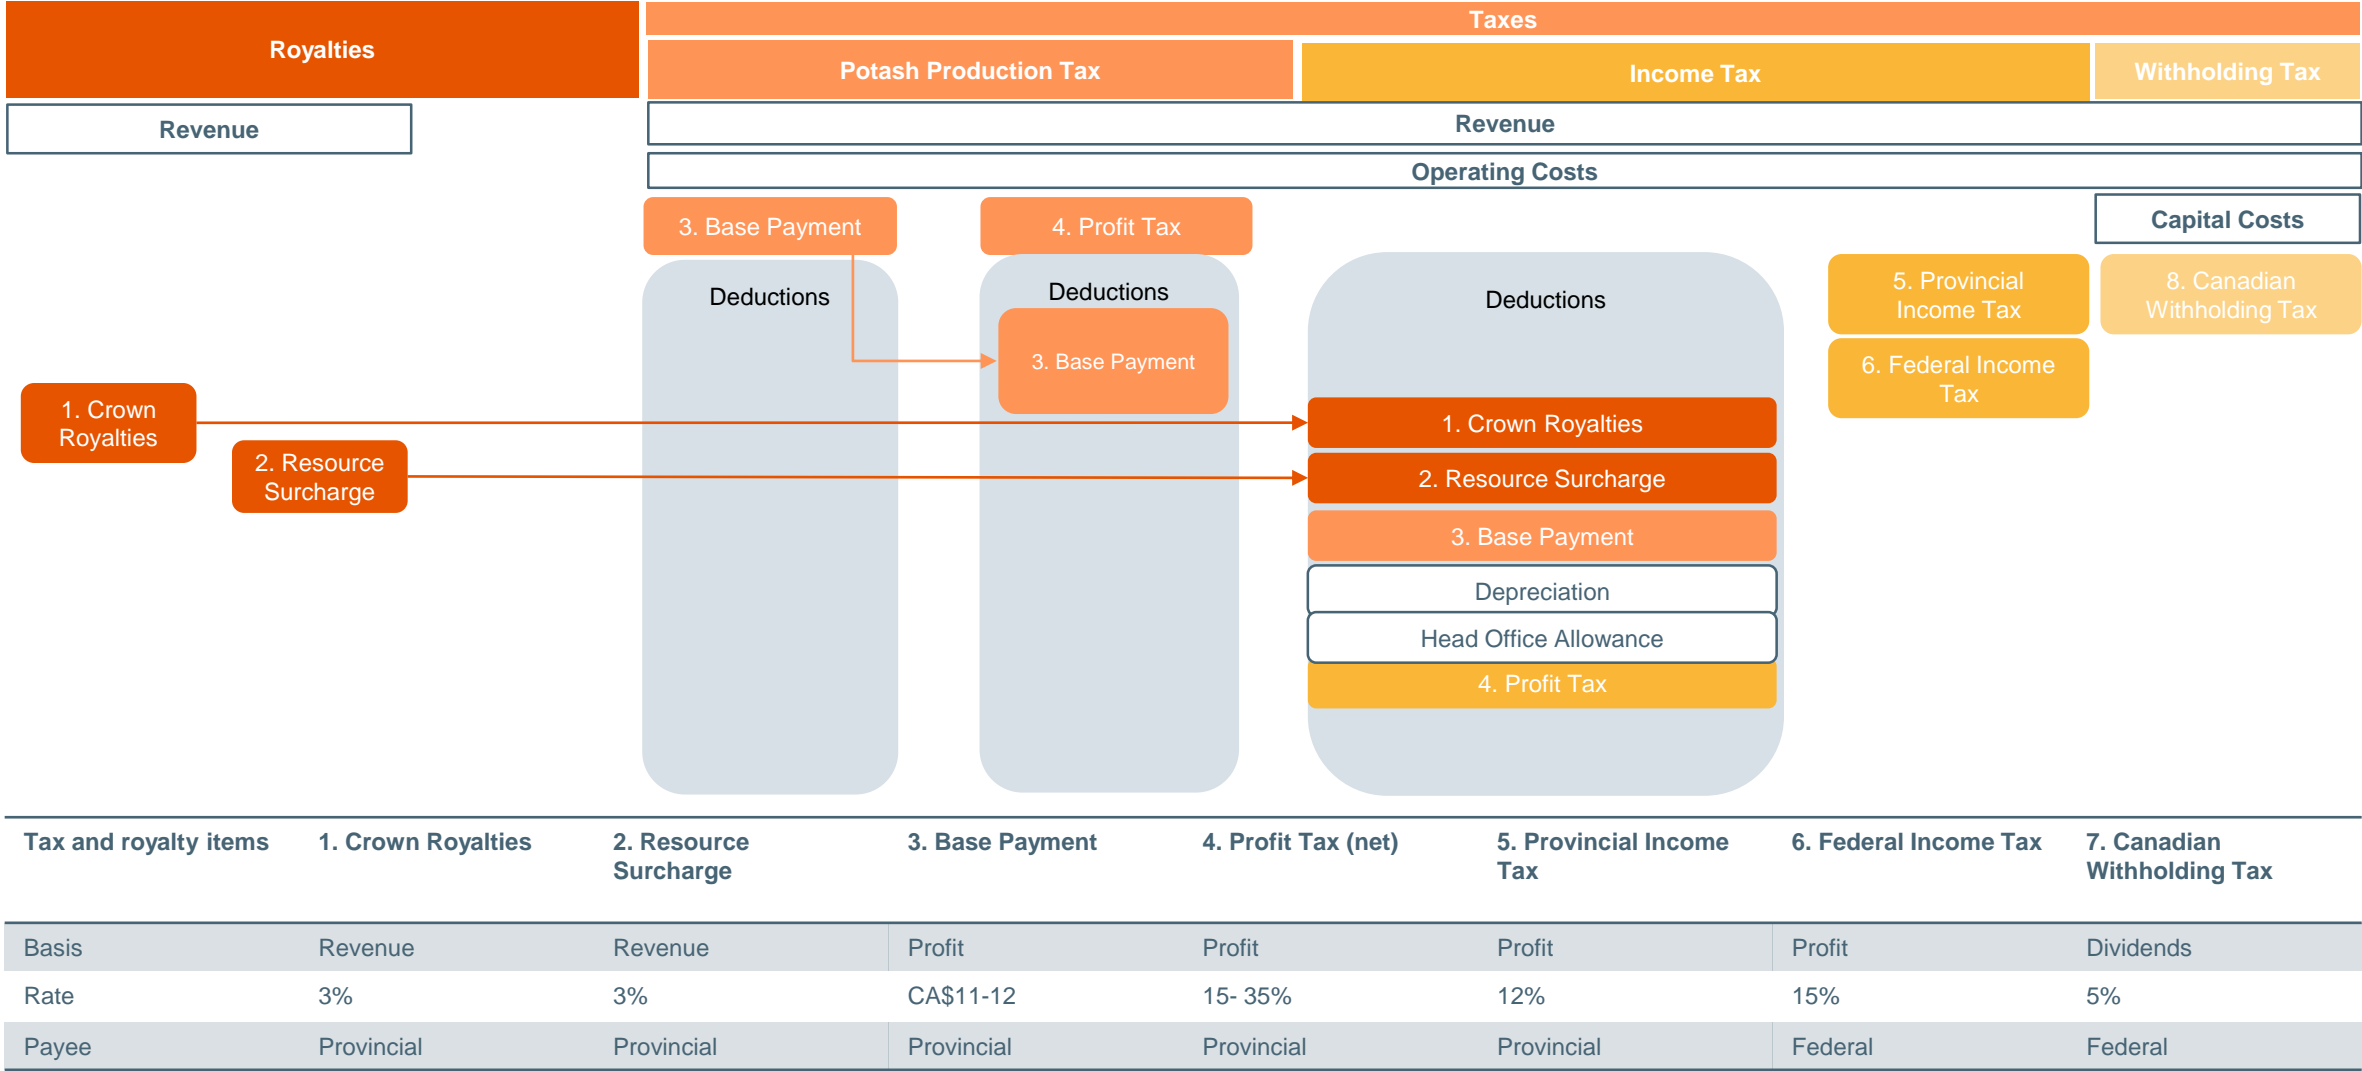 Royalties
Taxes
Potash Production Tax
Income Tax
Withholding Tax
Revenue
Revenue
Operating Costs
Capital Costs
3. Base Payment
4. Profit Tax
Deductions
Deductions
Deductions
5. Provincial
Income Tax
8. Canadian
Withholding Tax
3. Base Payment
6. Federal Income
Tax
1. Crown
Royalties
1. Crown Royalties
2. Resource
Surcharge
2. Resource Surcharge
3. Base Payment
Depreciation
Head Office Allowance
4. Profit Tax
Tax and royalty items
1. Crown Royalties
2. Resource
Surcharge
3. Base Payment
4. Profit Tax (net)
5. Provincial Income
Tax
6. Federal Income Tax
7. Canadian
Withholding Tax
Basis
Revenue
Revenue
Profit
Profit
Profit
Profit
Dividends
Rate
3%
3%
CA$11-12
15- 35%
12%
15%
5%
Payee
Provincial
Provincial
Provincial
Provincial
Provincial
Federal
Federal